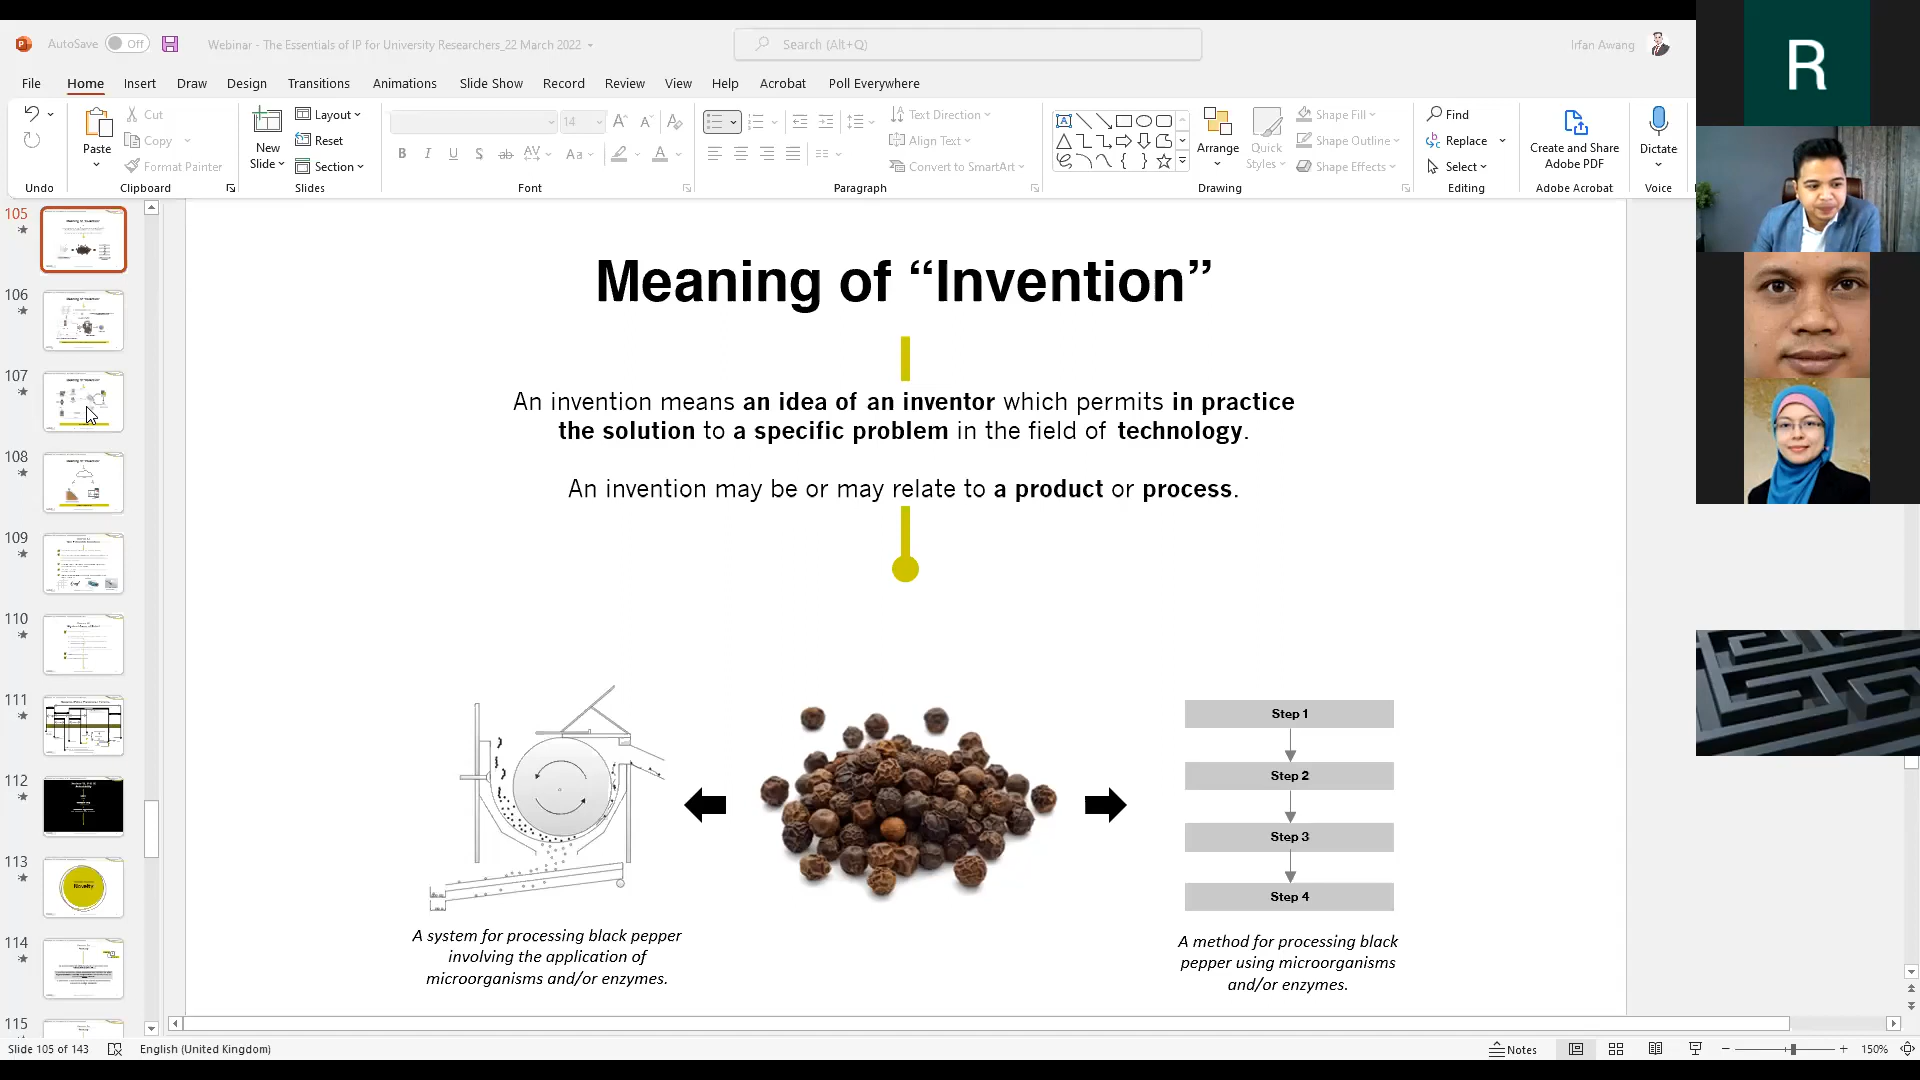 AutoSave Off Webinar - The Essentials of IP for University Researchers_22 March 2022 Search (Alt+Q) Irfan Awang
R
File Home Insert Draw Design Transitions Animations Slide Show Record Review View Help Acrobat Poll Everywhere
Paste
Cut
Copy
Format Painter
New Slide
Layout
Reset
Section
14
B I U S ab AV Aa A
Text Direction
Align Text
Convert to SmartArt
Arrange
Quick Styles
Shape Fill
Shape Outline
Shape Effects
Find
Replace
Select
Create and Share
Adobe PDF
Dictate
Undo Clipboard Slides Font Paragraph Drawing Editing Adobe Acrobat Voice
105
106
107
108
109
110
111
112
113
Novelty
114
115
Meaning of “Invention”
An invention means an idea of an inventor which permits in practice
the solution to a specific problem in the field of technology.
An invention may be or may relate to a product or process.
A system for processing black pepper
involving the application of
microorganisms and/or enzymes.
Step 1
Step 2
Step 3
Step 4
A method for processing black
pepper using microorganisms
and/or enzymes.
Slide 105 of 143 English (United Kingdom) Notes 150%